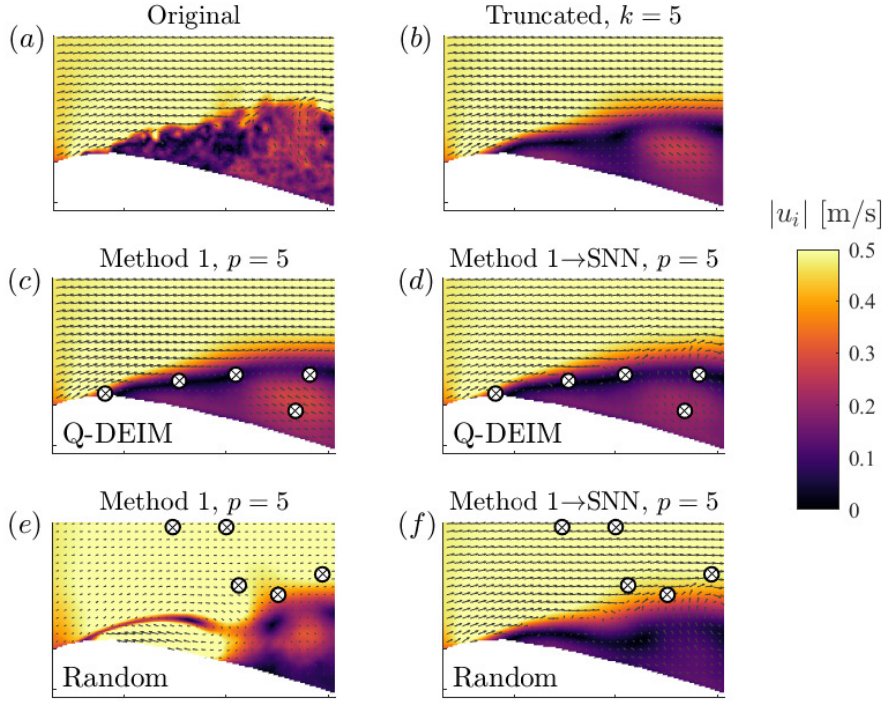 (a) Original
(b) Truncated, k = 5
(c) Method 1, p = 5
Q-DEIM
(d) Method 1→SNN, p = 5
Q-DEIM
(e) Method 1, p = 5
Random
(f) Method 1→SNN, p = 5
Random
|u_i| [m/s]
0.5
0.4
0.3
0.2
0.1
0